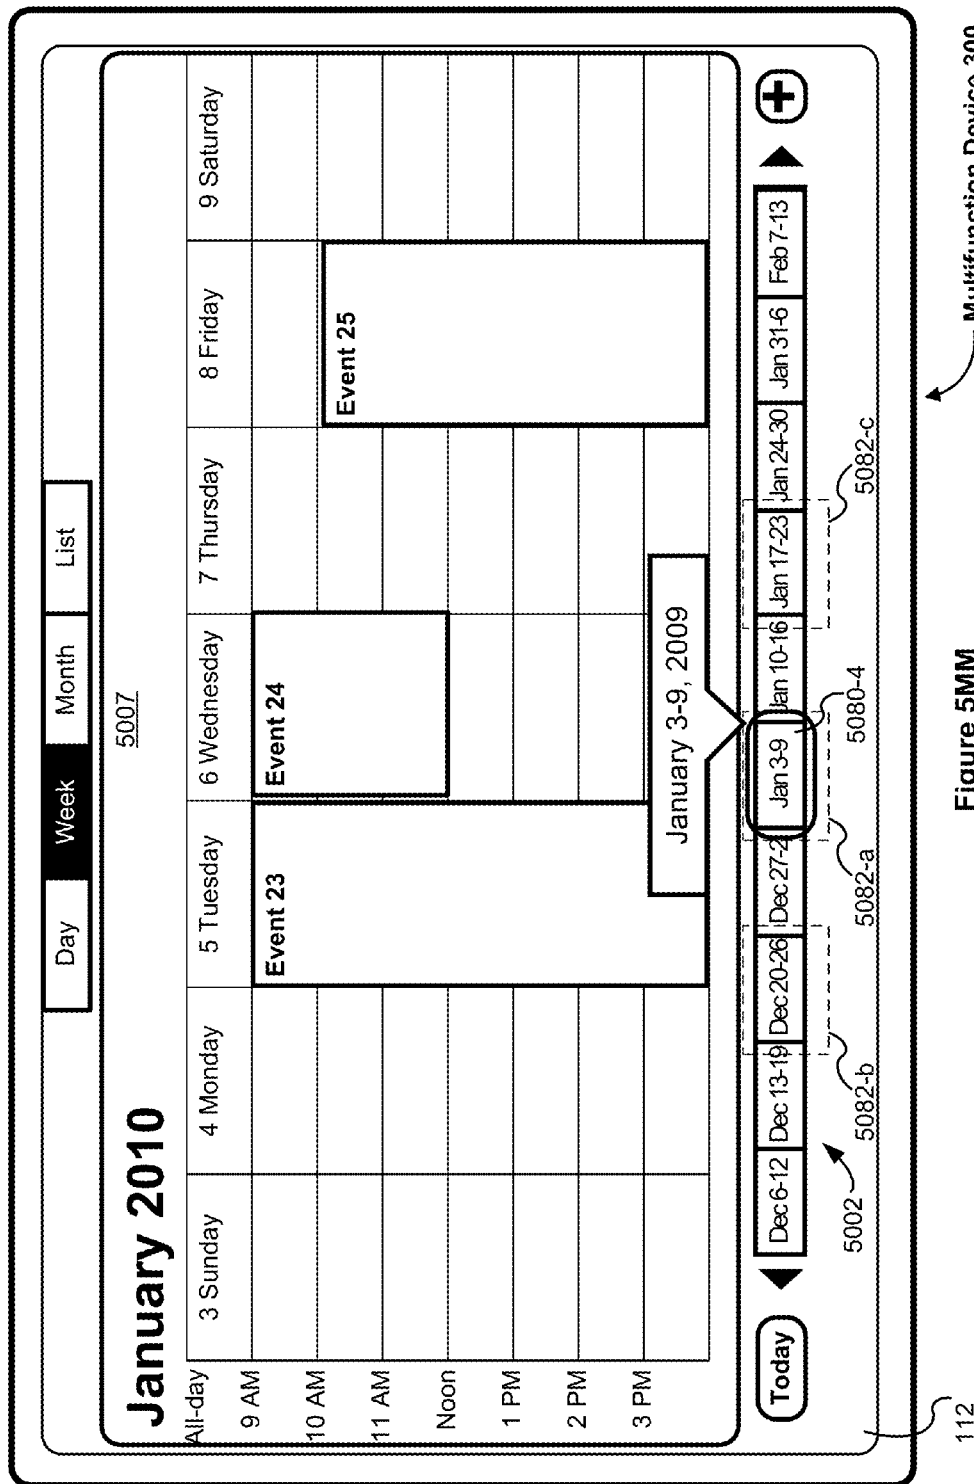 Day Week Month List
5007
January 2010
3 Sunday 4 Monday 5 Tuesday 6 Wednesday 7 Thursday 8 Friday 9 Saturday
All-day
9 AM
10 AM
11 AM
Noon
1 PM
2 PM
3 PM
Event 23
Event 24
Event 25
January 3-9, 2009
Today Dec 6-12 Dec 13-19 Dec 20-26 Dec 27-2 Jan 3-9 Jan 10-16 Jan 17-23 Jan 24-30 Jan 31-6 Feb 7-13 +
5002 5082-b 5082-a 5080-4 5082-c
112
Multifunction Device 300
Figure 5MM